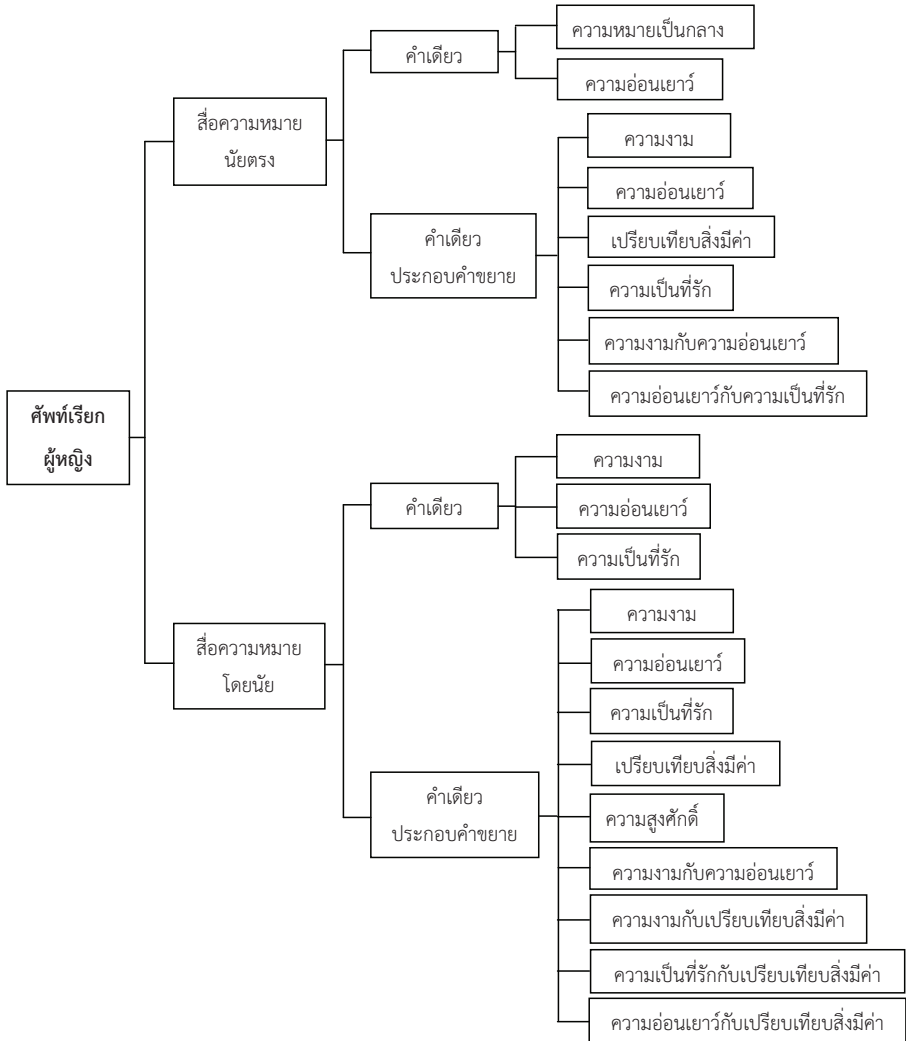 ความหมายเป็นกลาง
คำเดียว
ความอ่อนเยาว์
สื่อความหมาย
นัยตรง
ความงาม
ความอ่อนเยาว์
คำเดียว
ประกอบคำขยาย
เปรียบเทียบสิ่งมีค่า
ความเป็นที่รัก
ความงามกับความอ่อนเยาว์
ความอ่อนเยาว์กับความเป็นที่รัก
ศัพท์เรียก
ผู้หญิง
ความงาม
คำเดียว
ความอ่อนเยาว์
ความเป็นที่รัก
สื่อความหมาย
โดยนัย
ความงาม
ความอ่อนเยาว์
ความเป็นที่รัก
เปรียบเทียบสิ่งมีค่า
คำเดียว
ประกอบคำขยาย
ความสูงศักดิ์
ความงามกับความอ่อนเยาว์
ความงามกับเปรียบเทียบสิ่งมีค่า
ความเป็นที่รักกับเปรียบเทียบสิ่งมีค่า
ความอ่อนเยาว์กับเปรียบเทียบสิ่งมีค่า